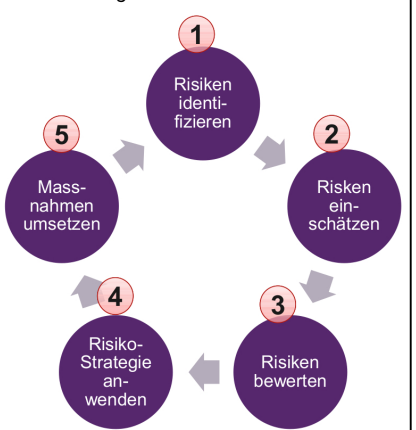 1
Risiken
identi-
fizieren
2
Risken
ein-
schätzen
3
Risiken
bewerten
4
Risiko-
Strategie
an-
wenden
5
Mass-
nahmen
umsetzen